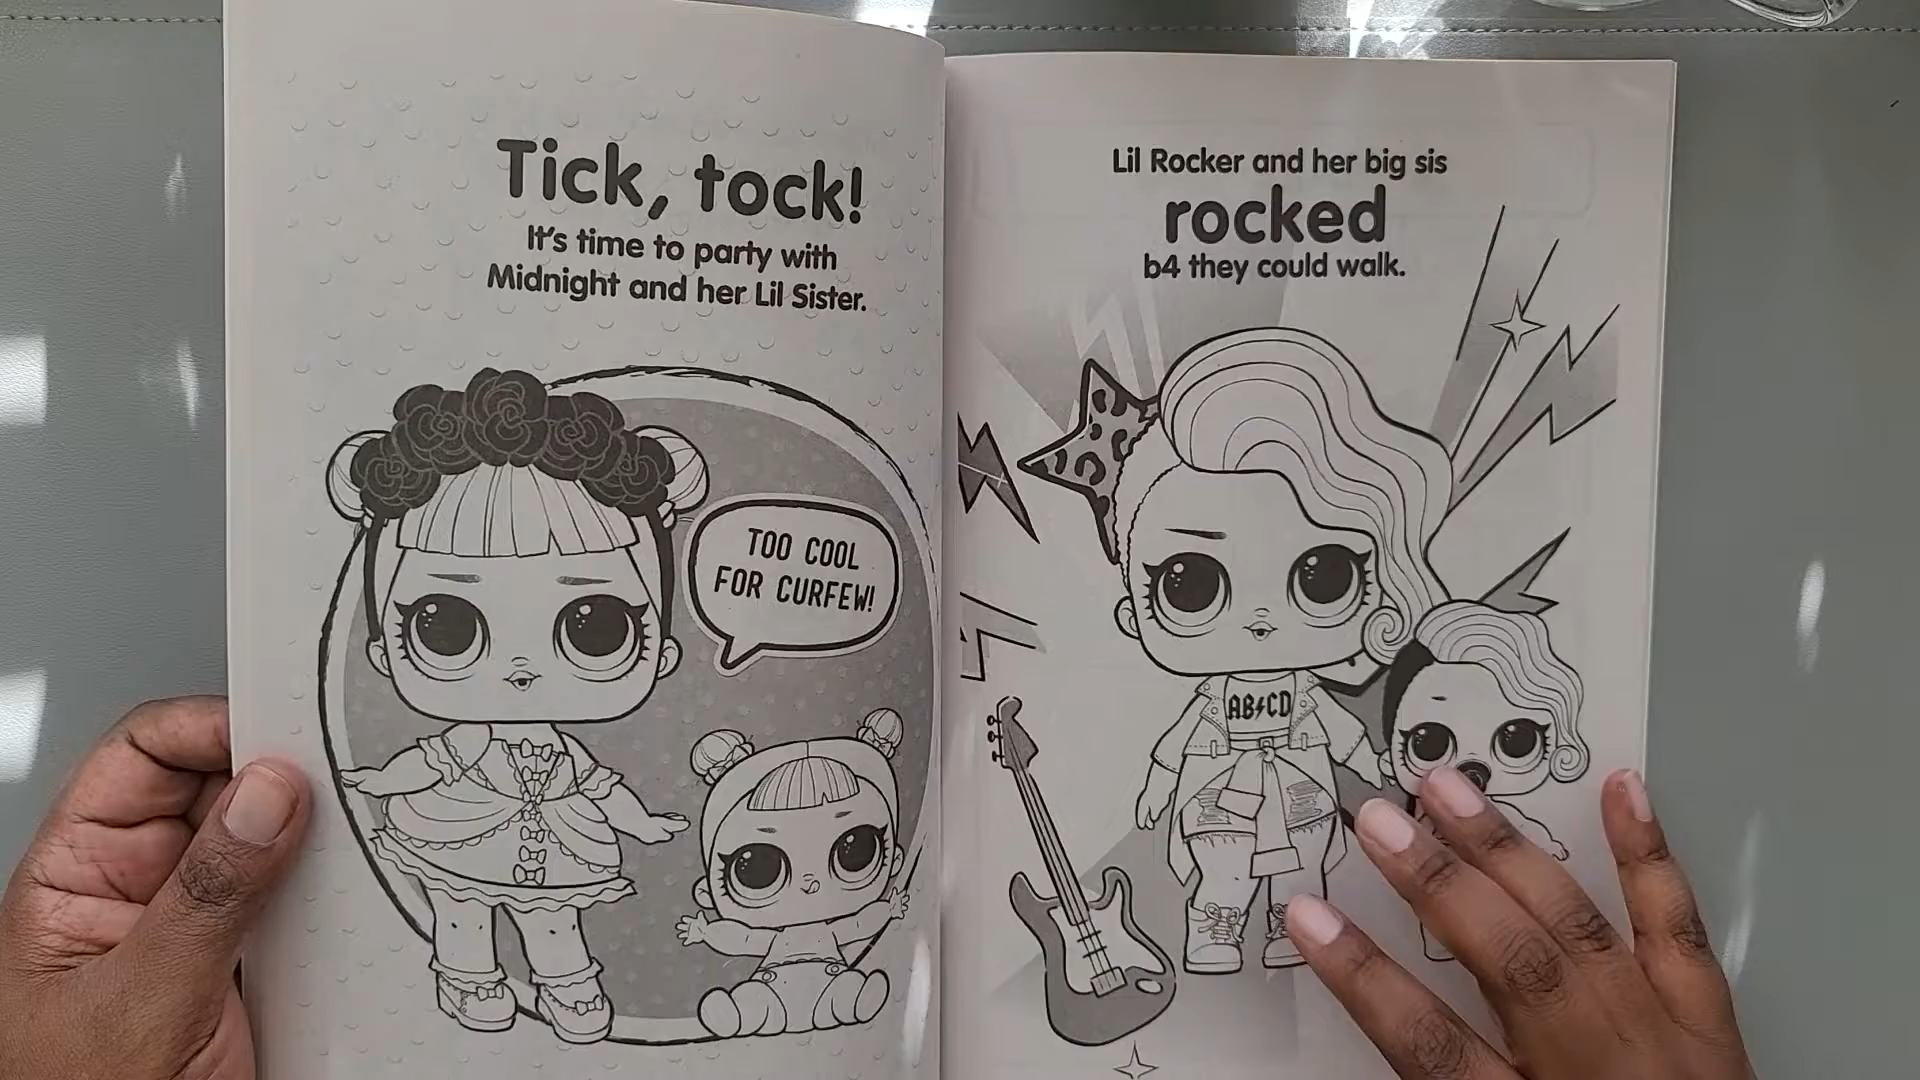 Tick, tock!
It's time to party with
Midnight and her Lil Sister.
TOO COOL
FOR CURFEW!
Lil Rocker and her big sis
rocked
b4 they could walk.
AB⚡CD